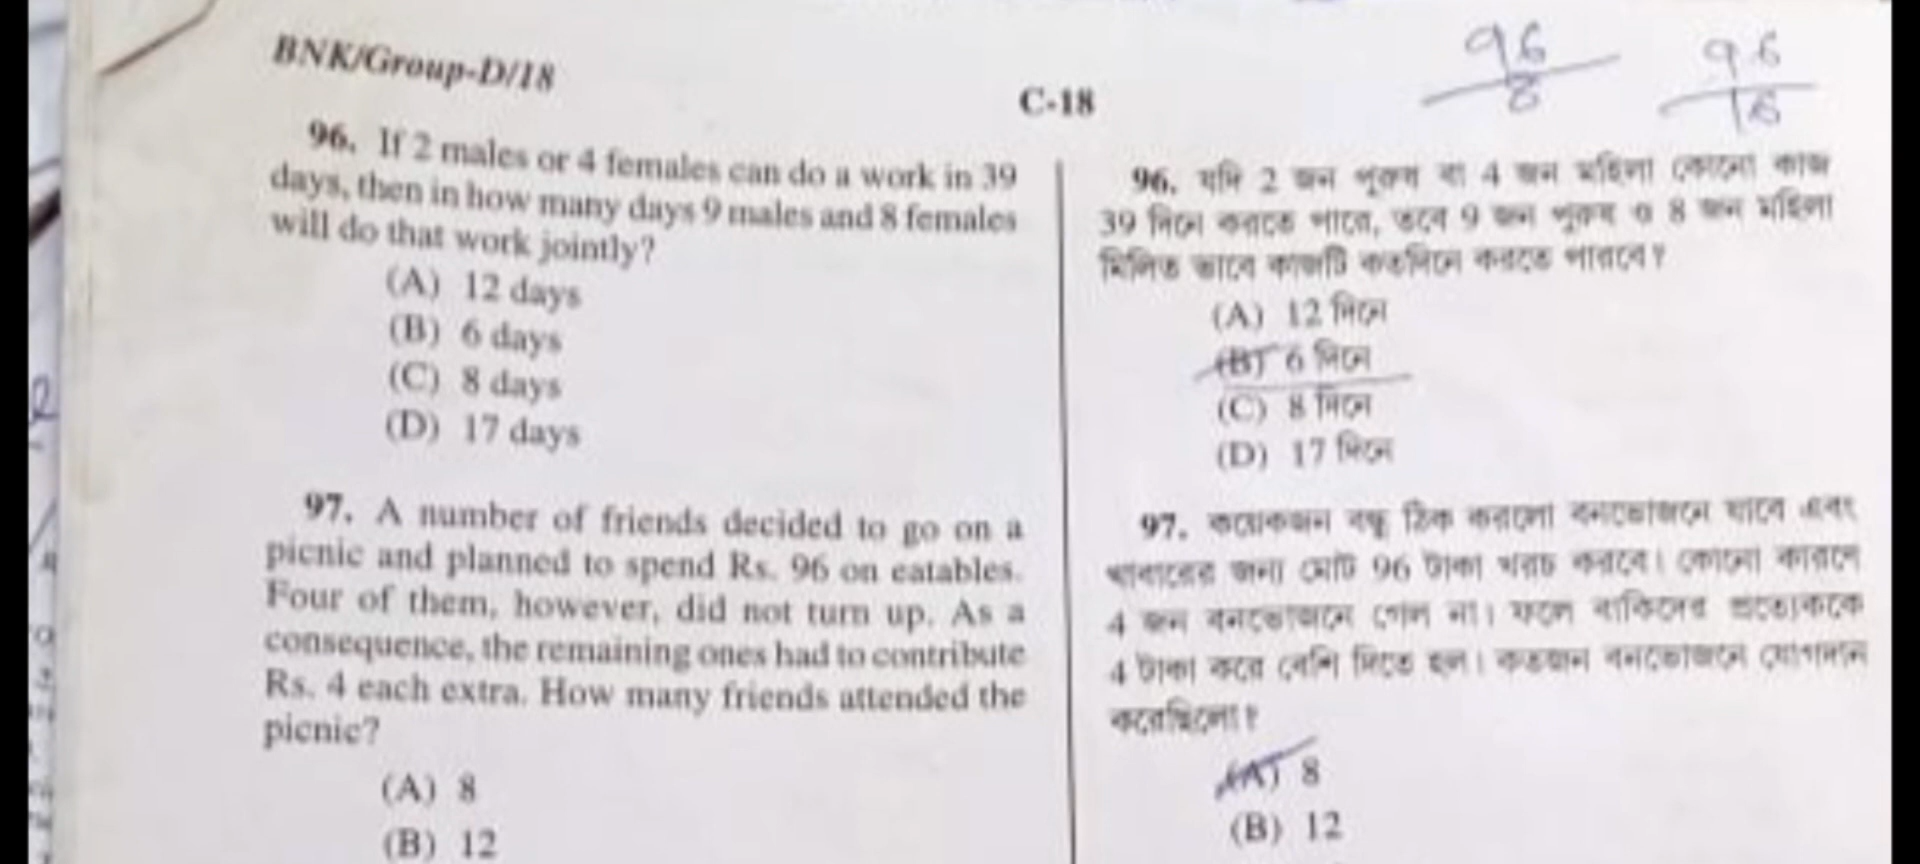 BNK/Group-D/18
C-18
96
8
96
16
96. If 2 males or 4 females can do a work in 39
days, then in how many days 9 males and 8 females
will do that work jointly?
(A) 12 days
(B) 6 days
(C) 8 days
(D) 17 days
97. A number of friends decided to go on a
picnic and planned to spend Rs. 96 on eatables.
Four of them, however, did not turn up. As a
consequence, the remaining ones had to contribute
Rs. 4 each extra. How many friends attended the
picnic?
(A) 8
(B) 12
96. যদি 2 জন পুরুষ বা 4 জন মহিলা কোনো কাজ
39 দিনে করতে পারে, তবে 9 জন পুরুষ ও 8 জন মহিলা
মিলিত ভাবে কাজটি কতদিনে করতে পারবে?
(A) 12 দিনে
(B) 6 দিনে
(C) 8 দিনে
(D) 17 দিনে
97. কয়েকজন বন্ধু ঠিক করলো বনভোজনে যাবে এবং
খাবারের জন্য মোট 96 টাকা খরচ করবে। কোনো কারণে
4 জন বনভোজনে গেল না। ফলে বাকিদের প্রত্যেককে
4 টাকা করে বেশি দিতে হল। কতজন বনভোজনে যোগদান
করেছিলো?
(A) 8
(B) 12